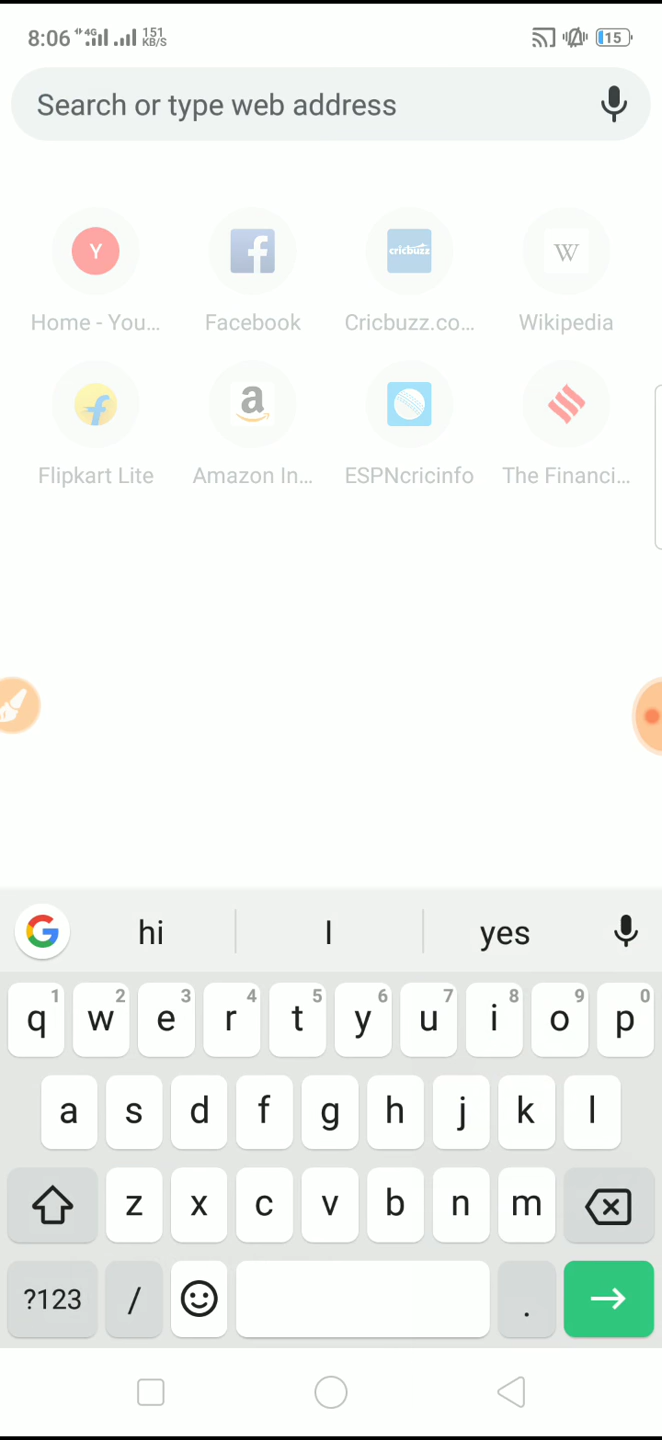 8:06 4G 151 KB/S 15
Search or type web address
Y
f
cricbuzz
W
Home - You...
Facebook
Cricbuzz.co...
Wikipedia
f
a
Flipkart Lite
Amazon In...
ESPNcricinfo
The Financi...
G hi I yes
1 2 3 4 5 6 7 8 9 0
q w e r t y u i o p
a s d f g h j k l
z x c v b n m
?123 / .